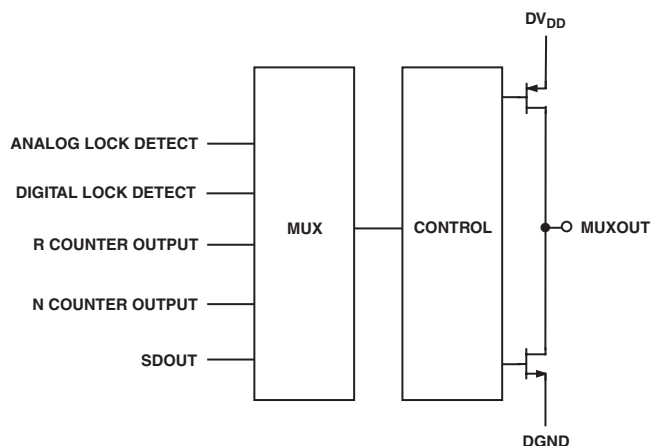 DVDD
ANALOG LOCK DETECT
DIGITAL LOCK DETECT
R COUNTER OUTPUT
N COUNTER OUTPUT
SDOUT
MUX
CONTROL
MUXOUT
DGND